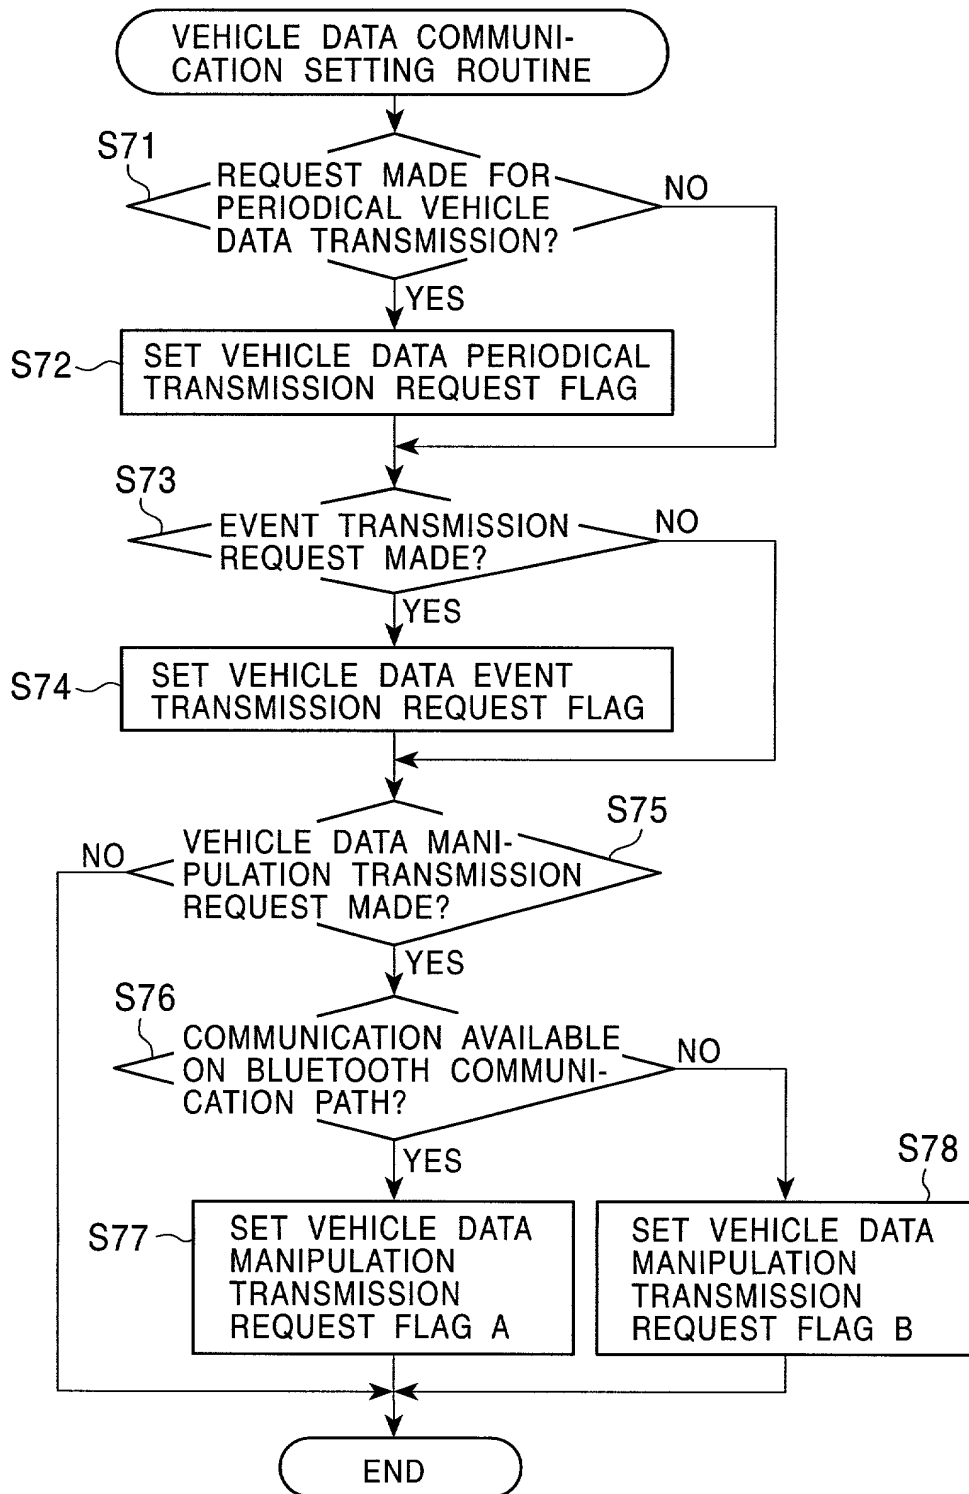 VEHICLE DATA COMMUNI-
CATION SETTING ROUTINE
S71
REQUEST MADE FOR
PERIODICAL VEHICLE
DATA TRANSMISSION?
NO
YES
S72
SET VEHICLE DATA PERIODICAL
TRANSMISSION REQUEST FLAG
S73
EVENT TRANSMISSION
REQUEST MADE?
NO
YES
S74
SET VEHICLE DATA EVENT
TRANSMISSION REQUEST FLAG
S75
NO
VEHICLE DATA MANI-
PULATION TRANSMISSION
REQUEST MADE?
YES
S76
COMMUNICATION AVAILABLE
ON BLUETOOTH COMMUNI-
CATION PATH?
NO
YES
S77
SET VEHICLE DATA
MANIPULATION
TRANSMISSION
REQUEST FLAG A
S78
SET VEHICLE DATA
MANIPULATION
TRANSMISSION
REQUEST FLAG B
END